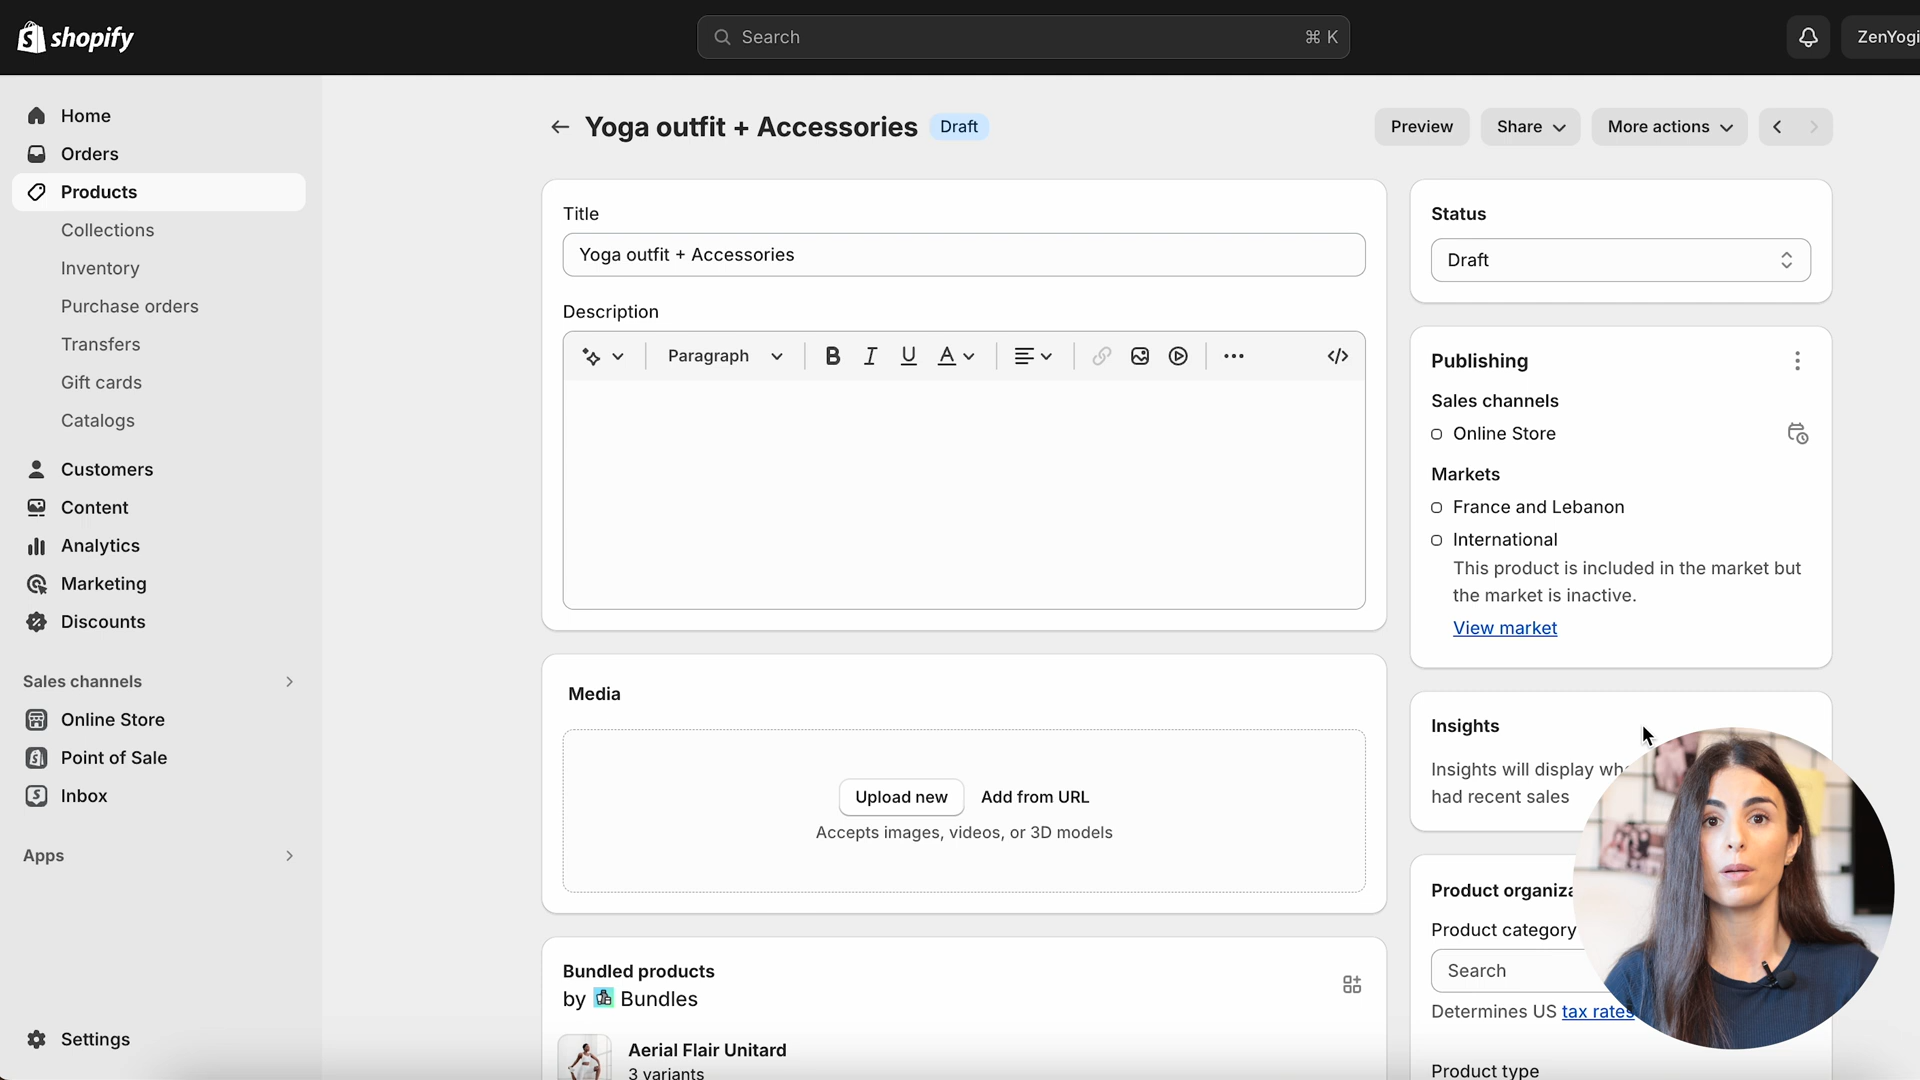 shopify
Search
⌘ K
ZenYogi
Home
Orders
Products
Collections
Inventory
Purchase orders
Transfers
Gift cards
Catalogs
Customers
Content
Analytics
Marketing
Discounts
Sales channels
Online Store
Point of Sale
Inbox
Apps
Settings
Yoga outfit + Accessories
Draft
Preview
Share
More actions
Title
Yoga outfit + Accessories
Description
Paragraph
B I U A
Media
Upload new
Add from URL
Accepts images, videos, or 3D models
Bundled products
by Bundles
Aerial Flair Unitard
3 variants
Status
Draft
Publishing
Sales channels
Online Store
Markets
France and Lebanon
International
This product is included in the market but
the market is inactive.
View market
Insights
Insights will display
had recent sales
Product
Product category
Search
Determines US tax rates
Product type